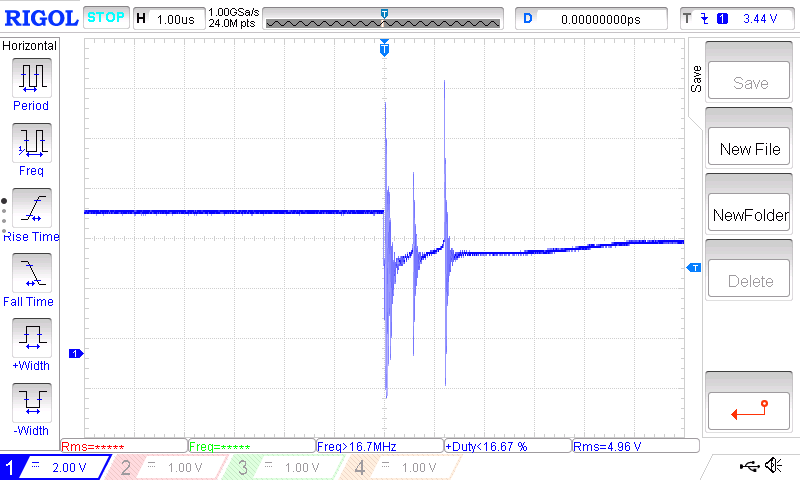 RIGOL STOP H 1.00us 1.00GSa/s 24.0M pts T D 0.00000000ps T 1 3.44 V
Horizontal
Period
Freq
Rise Time
Fall Time
+Width
-Width
T
T
1
Save
Save
New File
NewFolder
Delete
Rms=***** Freq=***** Freq>16.7MHz +Duty<16.67 % Rms=4.96 V
1 2.00 V 2 1.00 V 3 1.00 V 4 1.00 V